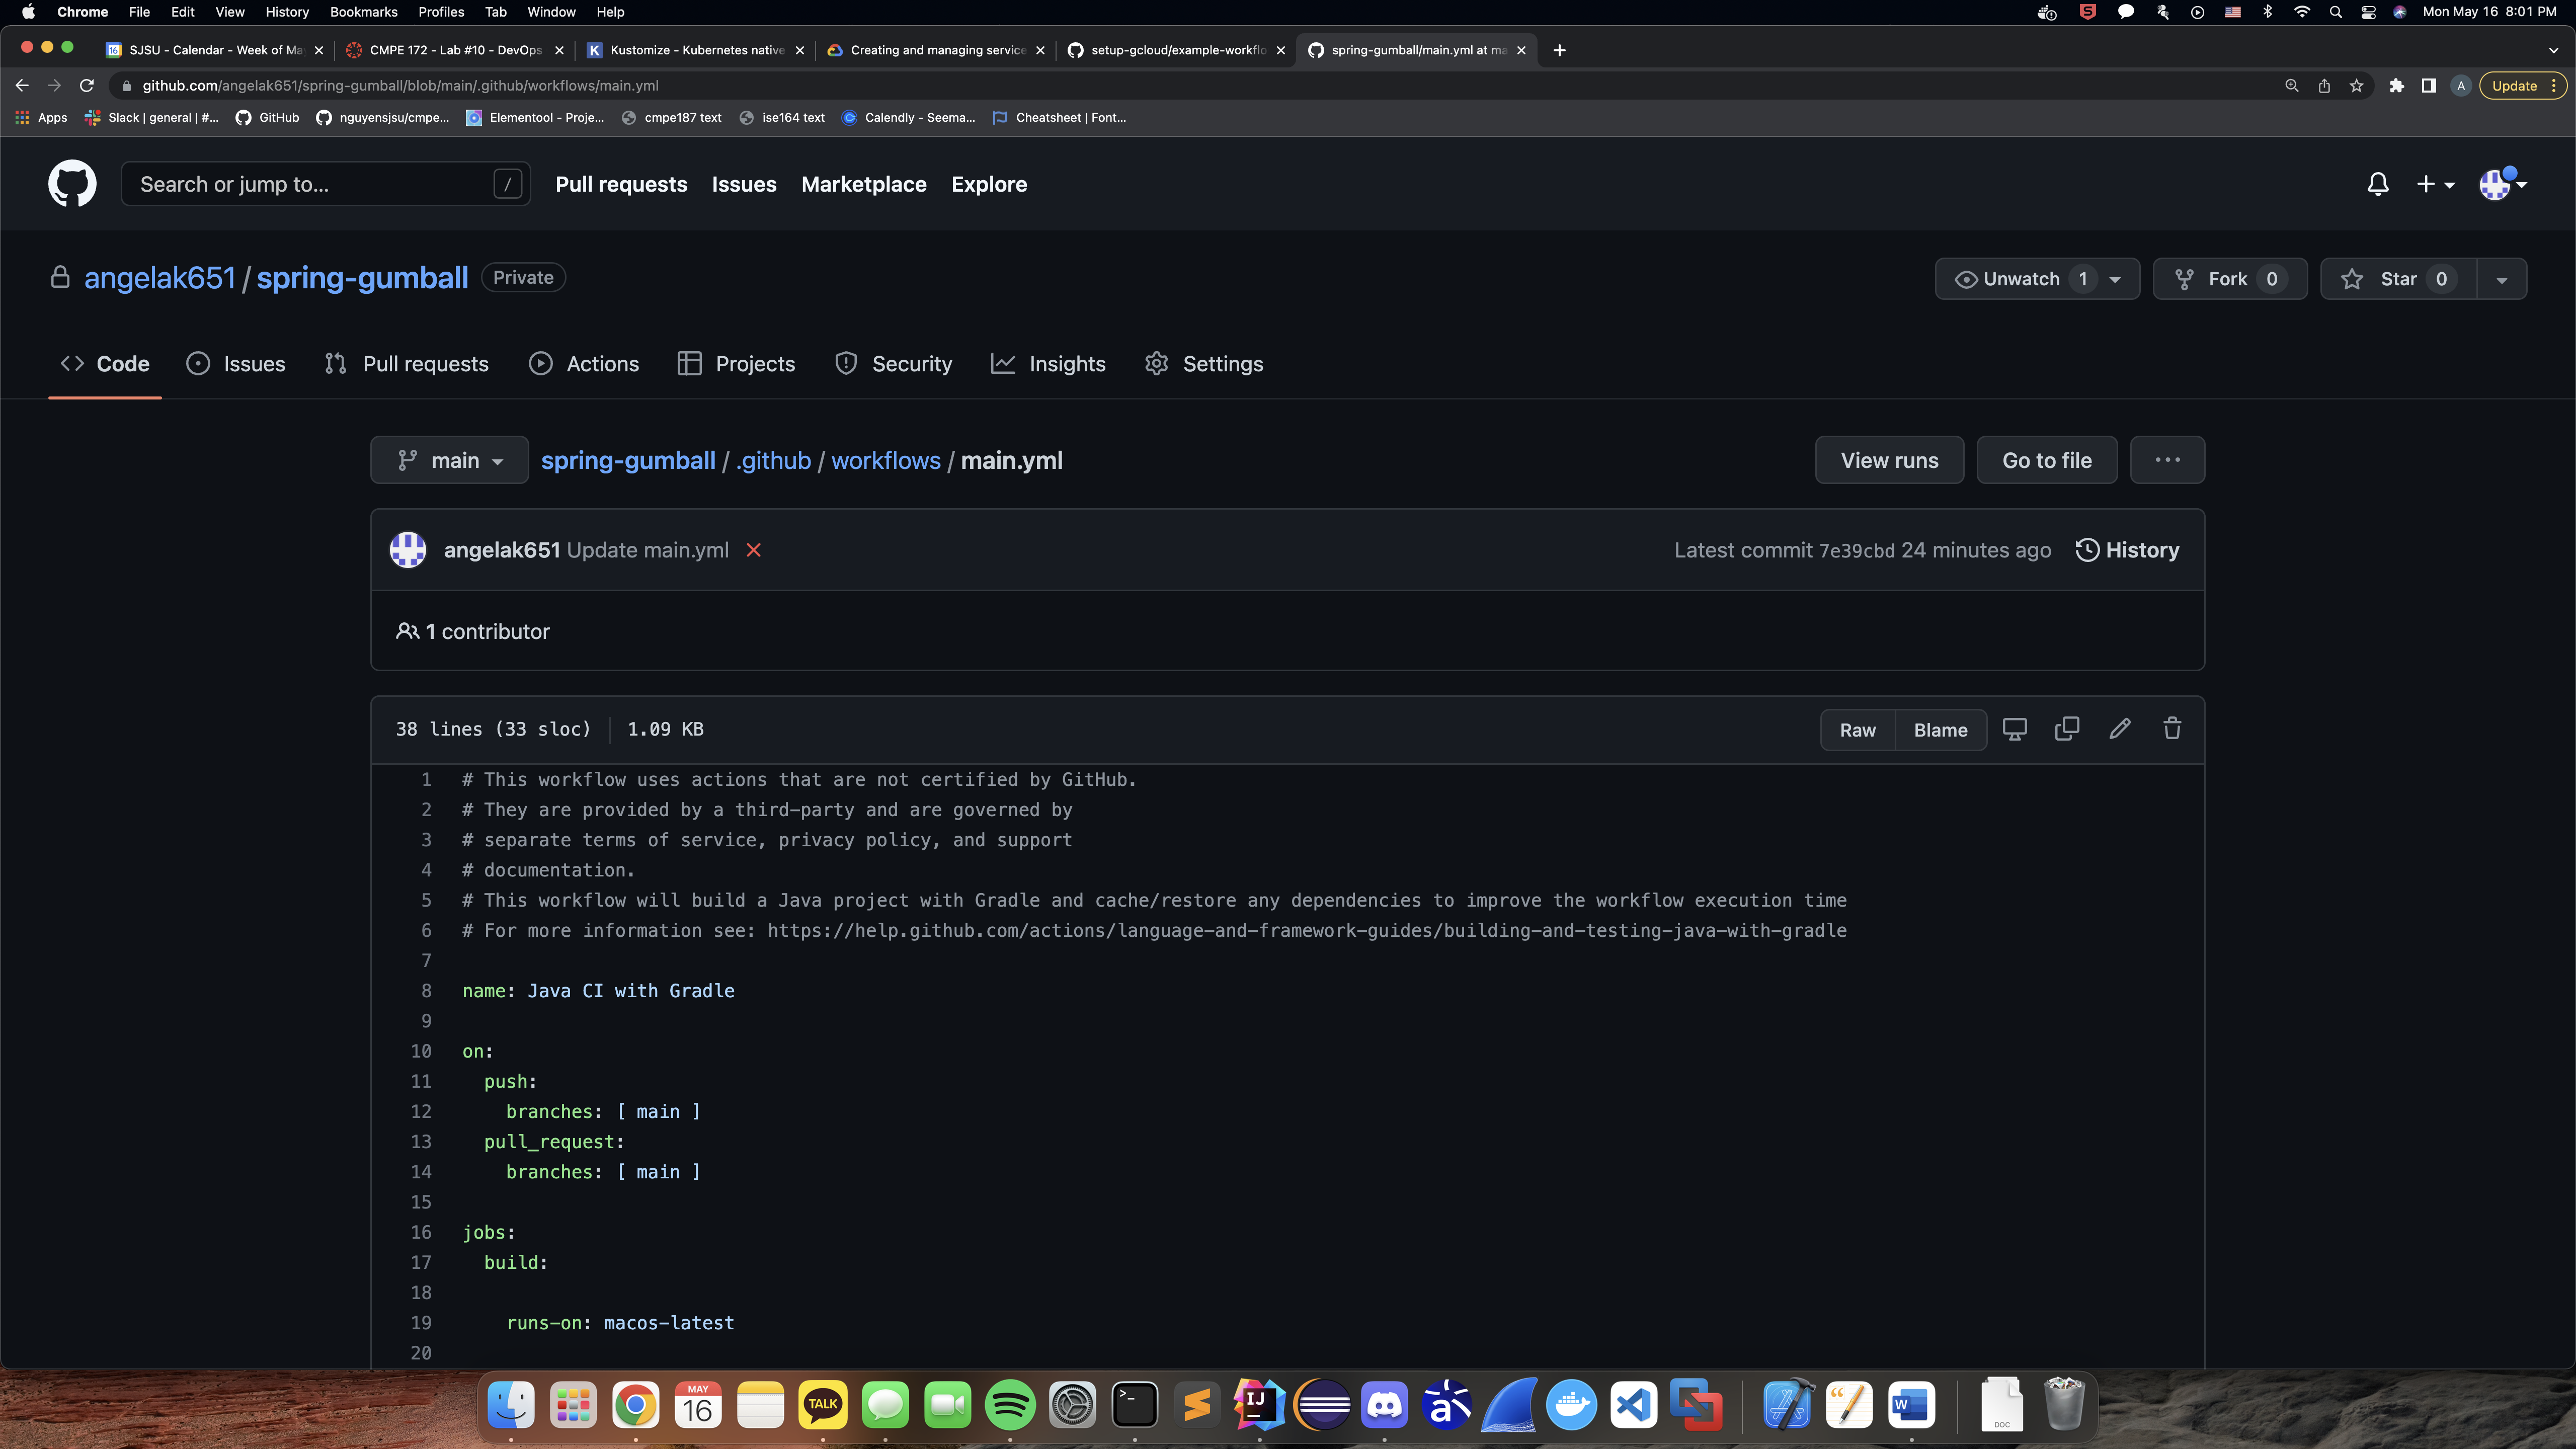 Chrome File Edit View History Bookmarks Profiles Tab Window Help Mon May 16 8:01 PM
SJSU - Calendar - Week of Ma CMPE 172 - Lab #10 - DevOps Kustomize - Kubernetes native Creating and managing service setup-gcloud/example-workflo spring-gumball/main.yml at ma
github.com/angelak651/spring-gumball/blob/main/.github/workflows/main.yml A Update
Apps Slack | general | #... GitHub nguyensjsu/cmpe... Elementool - Proje... cmpe187 text ise164 text Calendly - Seema... Cheatsheet | Font...
Search or jump to... / Pull requests Issues Marketplace Explore
angelak651 / spring-gumball Private Unwatch 1 Fork 0 Star 0
Code Issues Pull requests Actions Projects Security Insights Settings
main spring-gumball / .github / workflows / main.yml View runs Go to file ...
angelak651 Update main.yml Latest commit 7e39cbd 24 minutes ago History
1 contributor
38 lines (33 sloc) 1.09 KB Raw Blame
1 # This workflow uses actions that are not certified by GitHub.
2 # They are provided by a third-party and are governed by
3 # separate terms of service, privacy policy, and support
4 # documentation.
5 # This workflow will build a Java project with Gradle and cache/restore any dependencies to improve the workflow execution time
6 # For more information see: https://help.github.com/actions/language-and-framework-guides/building-and-testing-java-with-gradle
7
8 name: Java CI with Gradle
9
10 on:
11 push:
12 branches: [ main ]
13 pull_request:
14 branches: [ main ]
15
16 jobs:
17 build:
18
19 runs-on: macos-latest
20
MAY
16
TALK
IJ
W
DOC